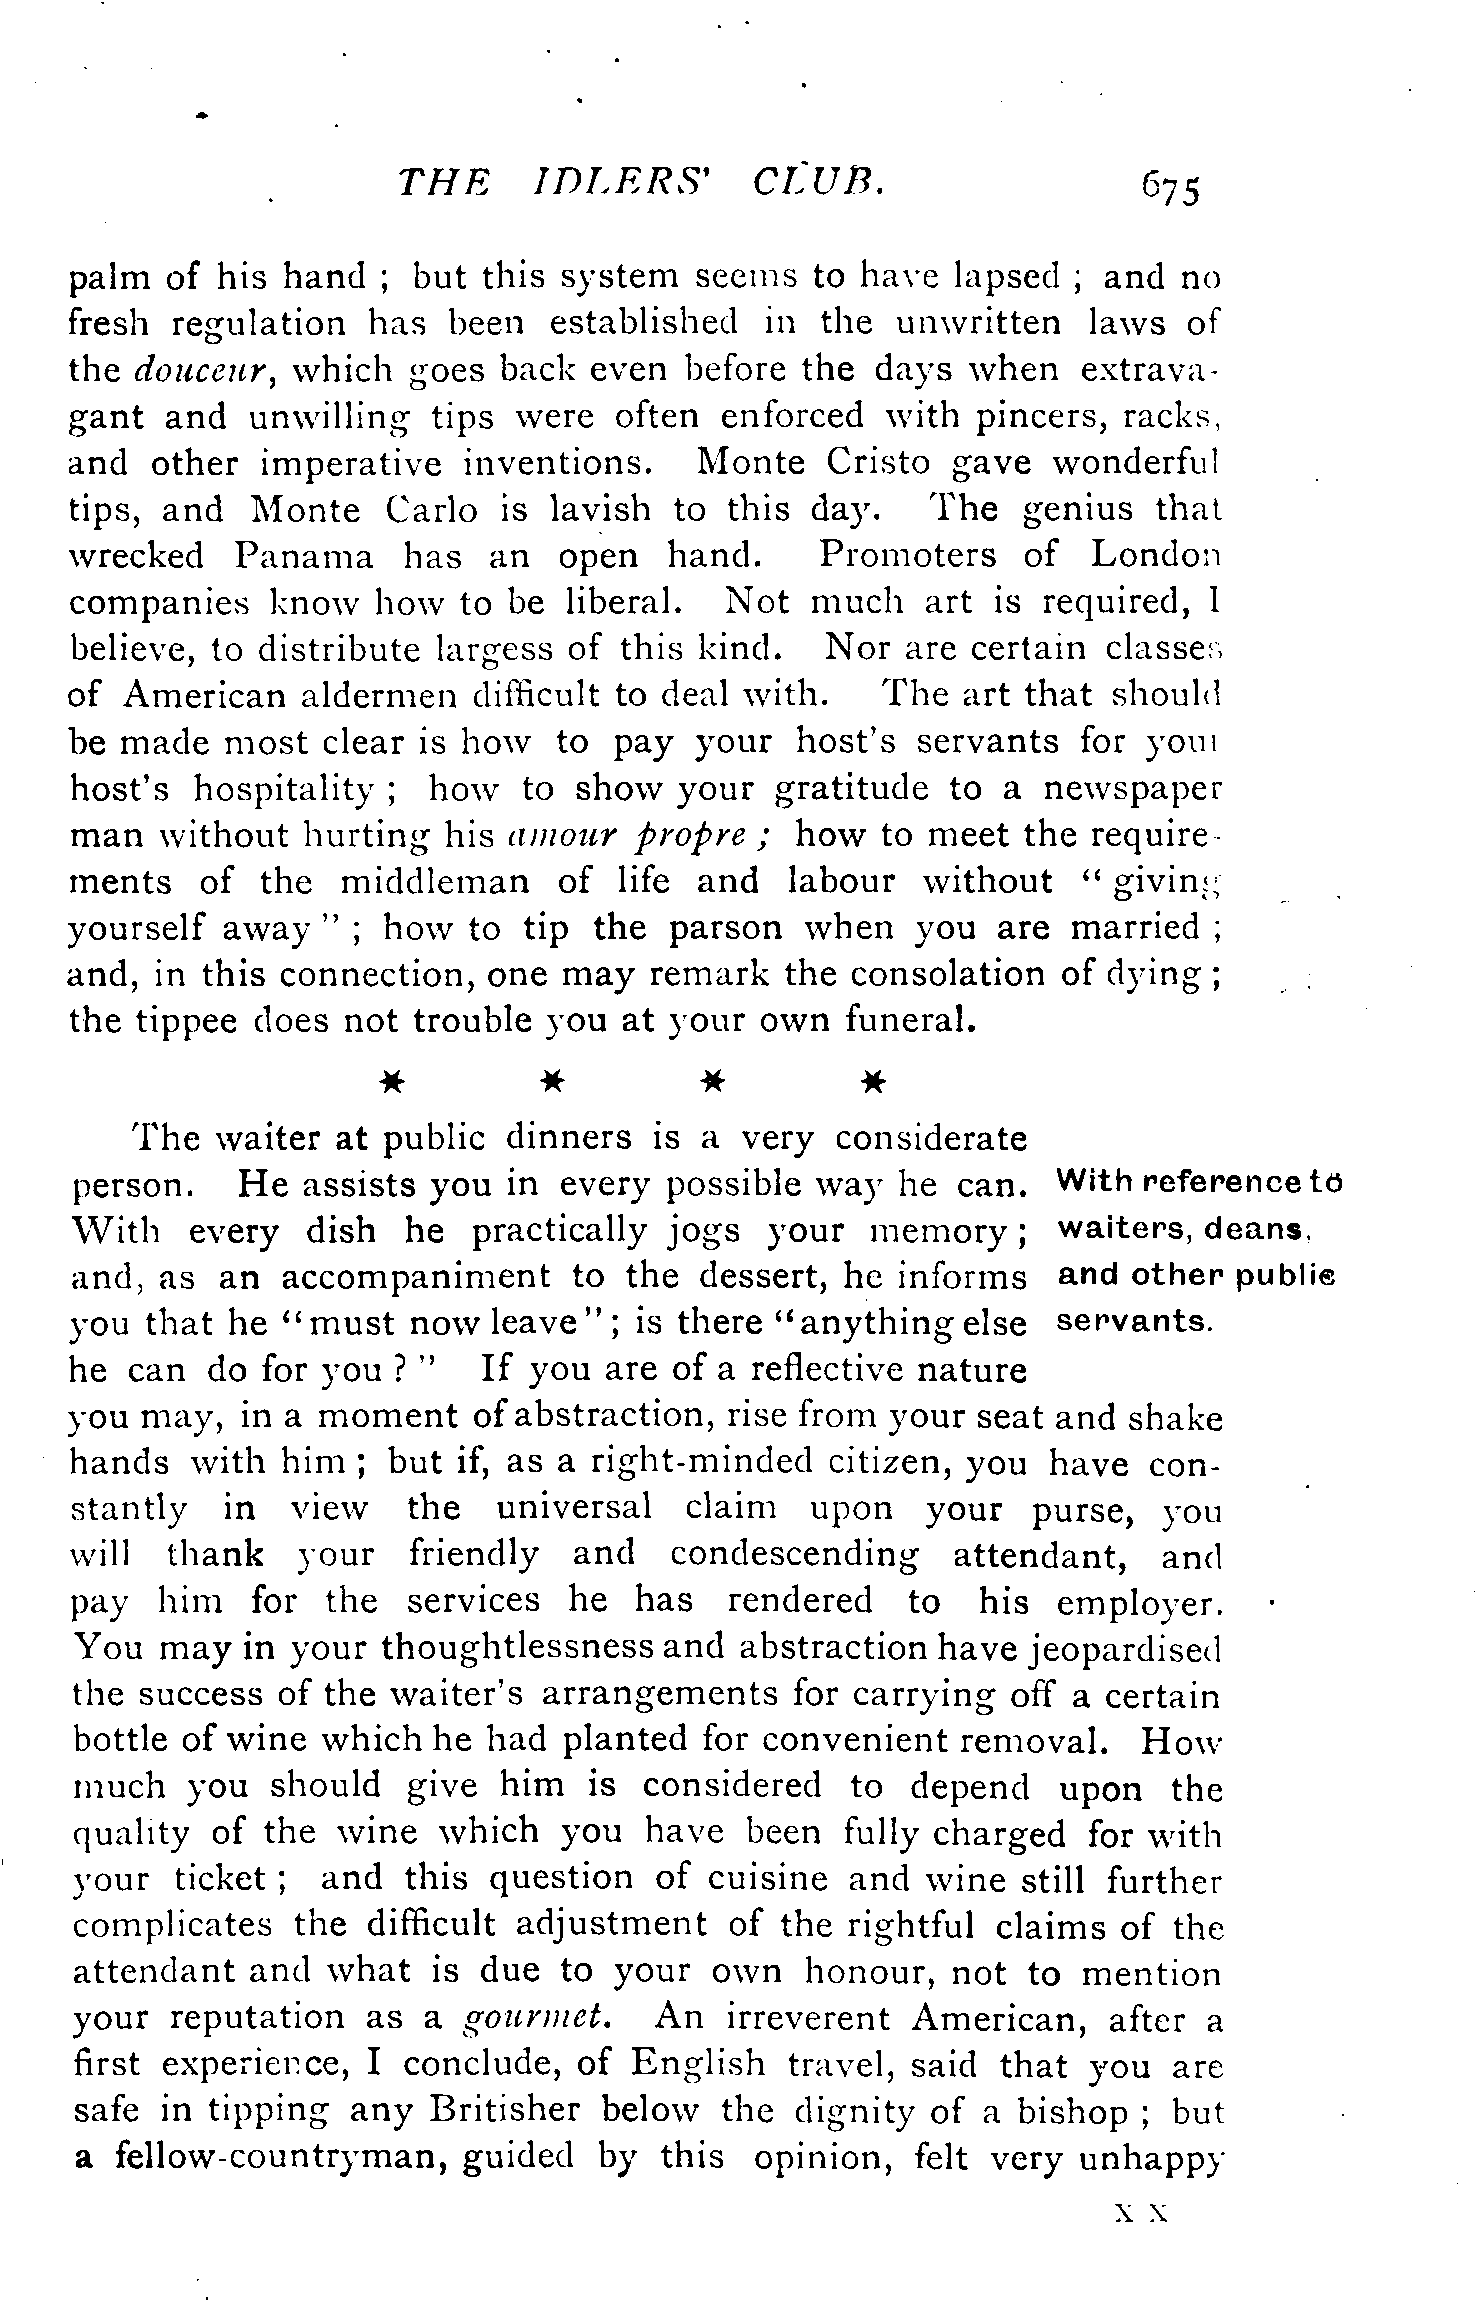 THE IDLERS' CLUB. 675
palm of his hand ; but this system seems to have lapsed ; and no
fresh regulation has been established in the unwritten laws of
the douceur, which goes back even before the days when extrava-
gant and unwilling tips were often enforced with pincers, racks,
and other imperative inventions. Monte Cristo gave wonderful
tips, and Monte Carlo is lavish to this day. The genius that
wrecked Panama has an open hand. Promoters of London
companies know how to be liberal. Not much art is required, I
believe, to distribute largess of this kind. Nor are certain classes
of American aldermen difficult to deal with. The art that should
be made most clear is how to pay your host's servants for your
host's hospitality ; how to show your gratitude to a newspaper
man without hurting his amour propre ; how to meet the require-
ments of the middleman of life and labour without " giving
yourself away " ; how to tip the parson when you are married ;
and, in this connection, one may remark the consolation of dying ;
the tippee does not trouble you at your own funeral.
* * * *
The waiter at public dinners is a very considerate
person. He assists you in every possible way he can.
With every dish he practically jogs your memory ;
and, as an accompaniment to the dessert, he informs
you that he "must now leave" ; is there "anything else
he can do for you ? " If you are of a reflective nature
With reference to
waiters, deans,
and other public
servants.
you may, in a moment of abstraction, rise from your seat and shake
hands with him ; but if, as a right-minded citizen, you have con-
stantly in view the universal claim upon your purse, you
will thank your friendly and condescending attendant, and
pay him for the services he has rendered to his employer.
You may in your thoughtlessness and abstraction have jeopardised
the success of the waiter's arrangements for carrying off a certain
bottle of wine which he had planted for convenient removal. How
much you should give him is considered to depend upon the
quality of the wine which you have been fully charged for with
your ticket ; and this question of cuisine and wine still further
complicates the difficult adjustment of the rightful claims of the
attendant and what is due to your own honour, not to mention
your reputation as a gourmet. An irreverent American, after a
first experience, I conclude, of English travel, said that you are
safe in tipping any Britisher below the dignity of a bishop ; but
a fellow-countryman, guided by this opinion, felt very unhappy
X X